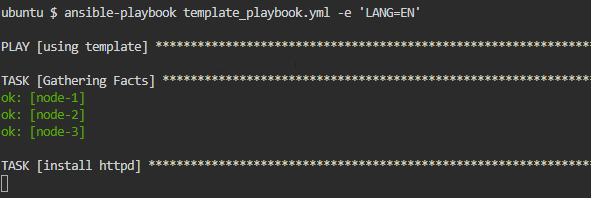 ubuntu $ ansible-playbook template_playbook.yml -e 'LANG=EN'
PLAY [using template] **************************************************************
TASK [Gathering Facts] *************************************************************
ok: [node-1]
ok: [node-2]
ok: [node-3]
TASK [install httpd] ***************************************************************